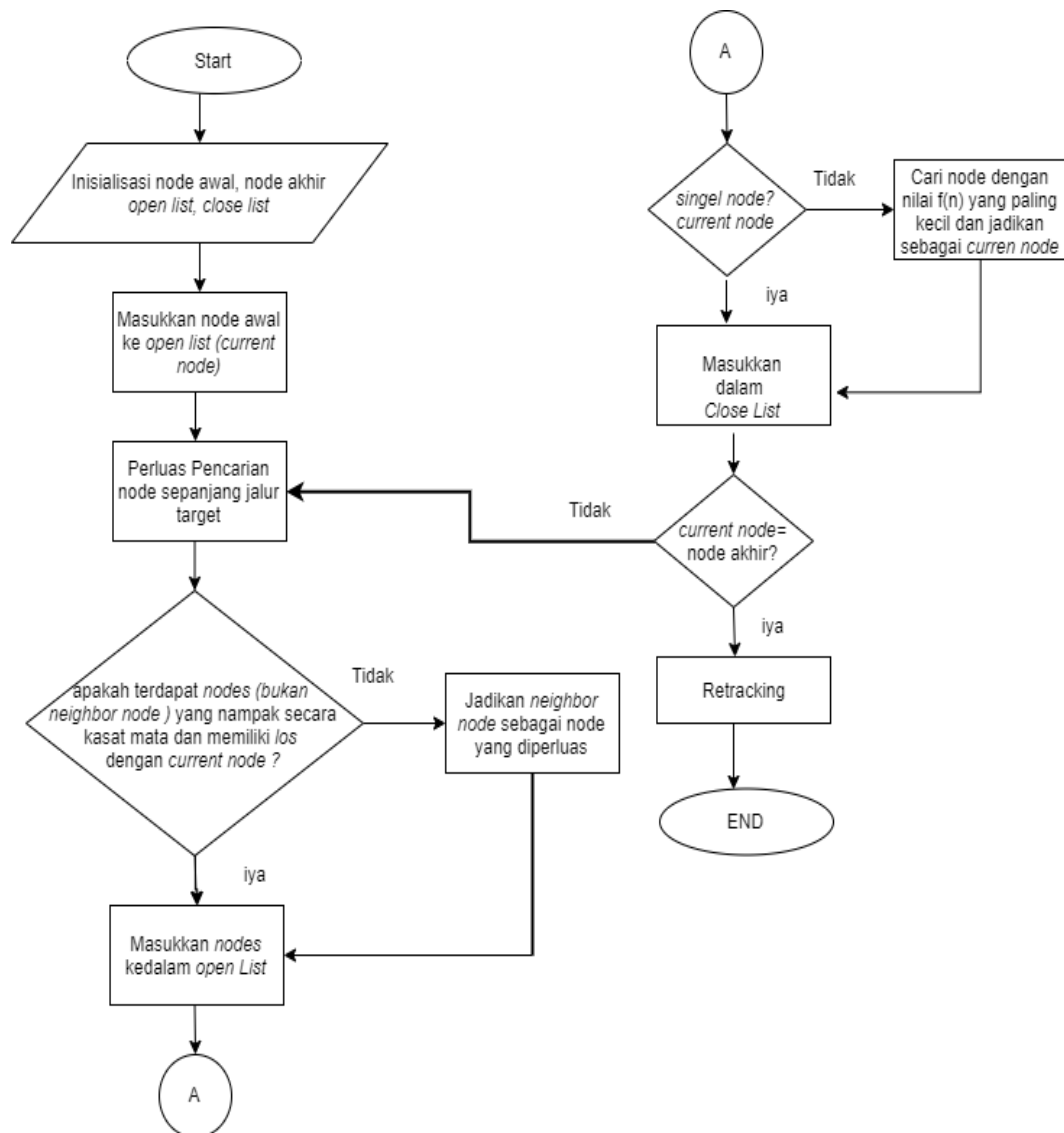 Start
Inisialisasi node awal, node akhir
open list, close list
Masukkan node awal
ke open list (current
node)
Perluas Pencarian
node sepanjang jalur
target
apakah terdapat nodes (bukan
neighbor node ) yang nampak secara
kasat mata dan memiliki los
dengan current node ?
Tidak
Jadikan neighbor
node sebagai node
yang diperluas
iya
Masukkan nodes
kedalam open List
A
A
singel node?
current node
Tidak
Cari node dengan
nilai f(n) yang paling
kecil dan jadikan
sebagai curren node
iya
Masukkan
dalam
Close List
current node=
node akhir?
Tidak
iya
Retracking
END